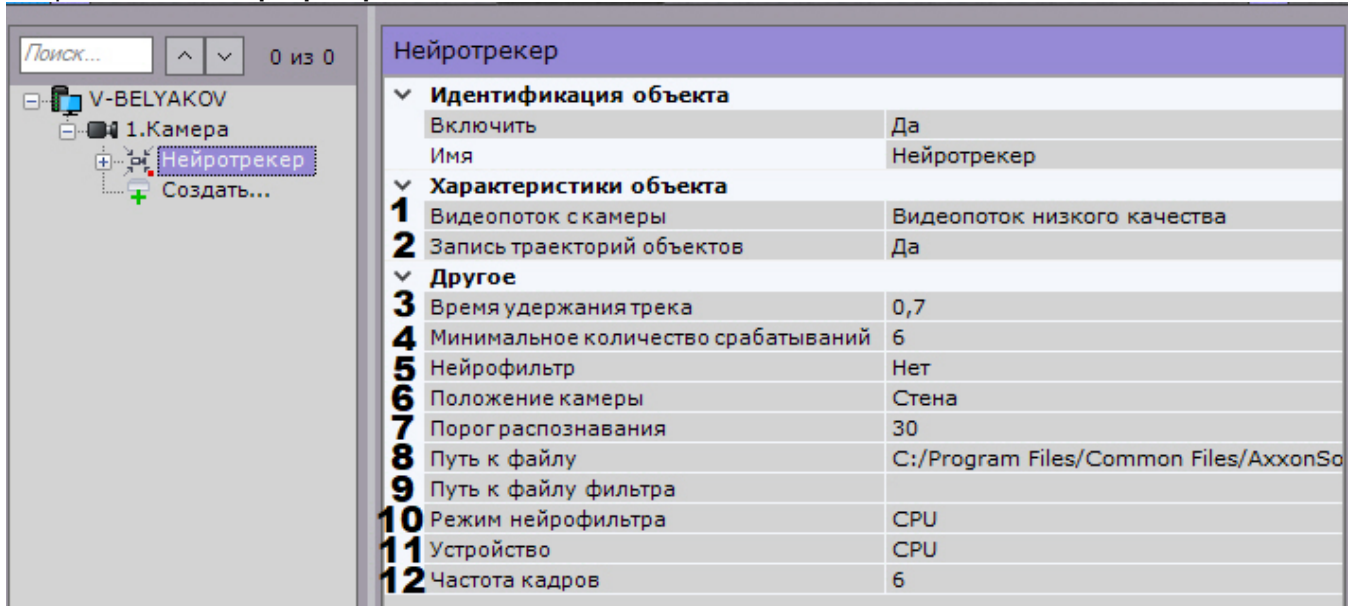 Поиск... 0 из 0
V-BELYAKOV
1.Камера
Нейротрекер
Создать...
Нейротрекер
Идентификация объекта
Включить Да
Имя Нейротрекер
Характеристики объекта
1 Видеопоток с камеры Видеопоток низкого качества
2 Запись траекторий объектов Да
Другое
3 Время удержания трека 0,7
4 Минимальное количество срабатываний 6
5 Нейрофильтр Нет
6 Положение камеры Стена
7 Порог распознавания 30
8 Путь к файлу C:/Program Files/Common Files/AxxonSo
9 Путь к файлу фильтра
10 Режим нейрофильтра CPU
11 Устройство CPU
12 Частота кадров 6